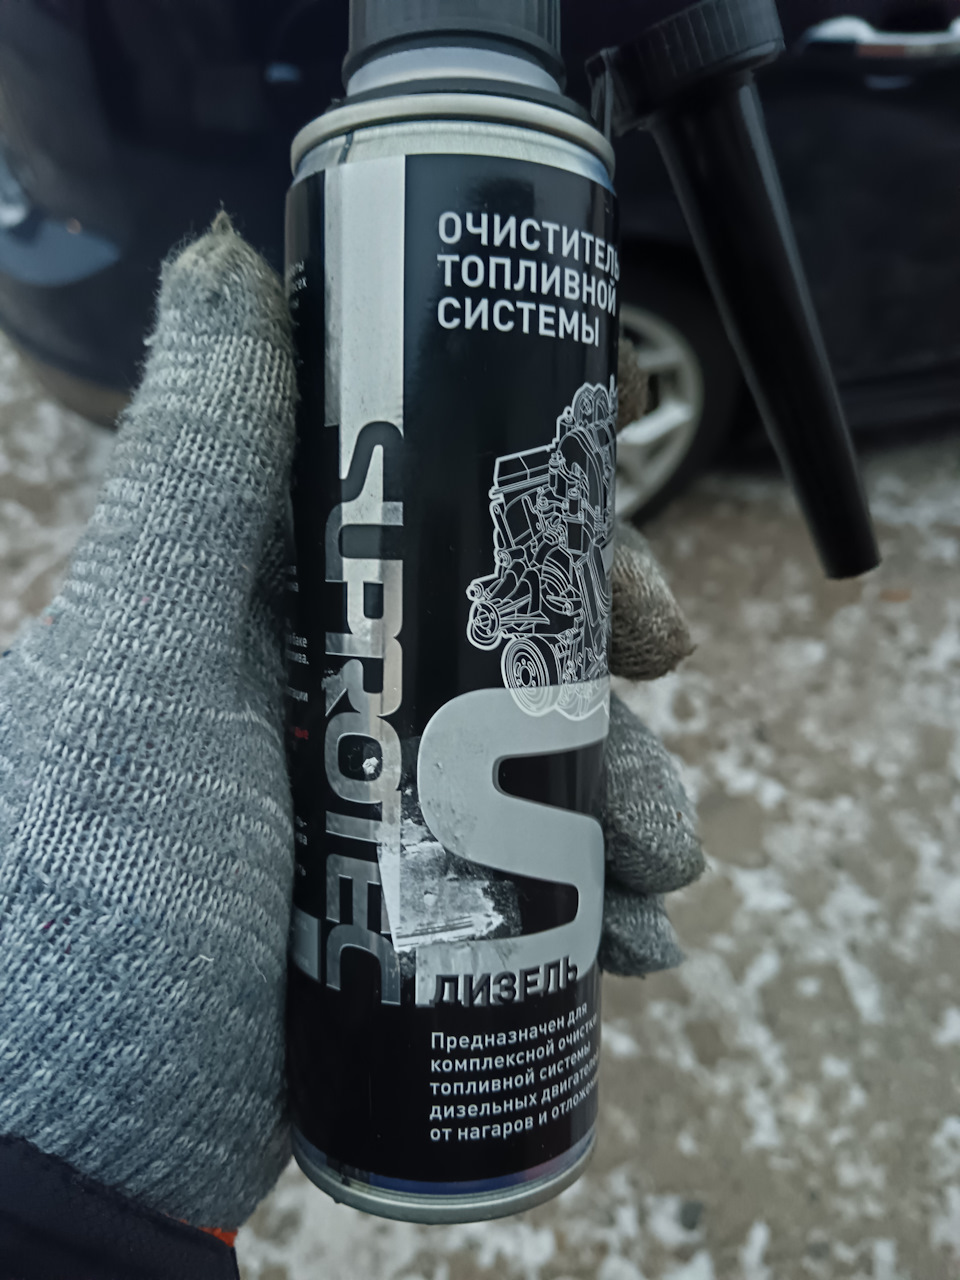 ОЧИСТИТЕЛЬ
ТОПЛИВНОЙ
СИСТЕМЫ
SUPROTEC
ДИЗЕЛЬ
Предназначен для
комплексной очистки
топливной системы
дизельных двигателей
от нагаров и отложений